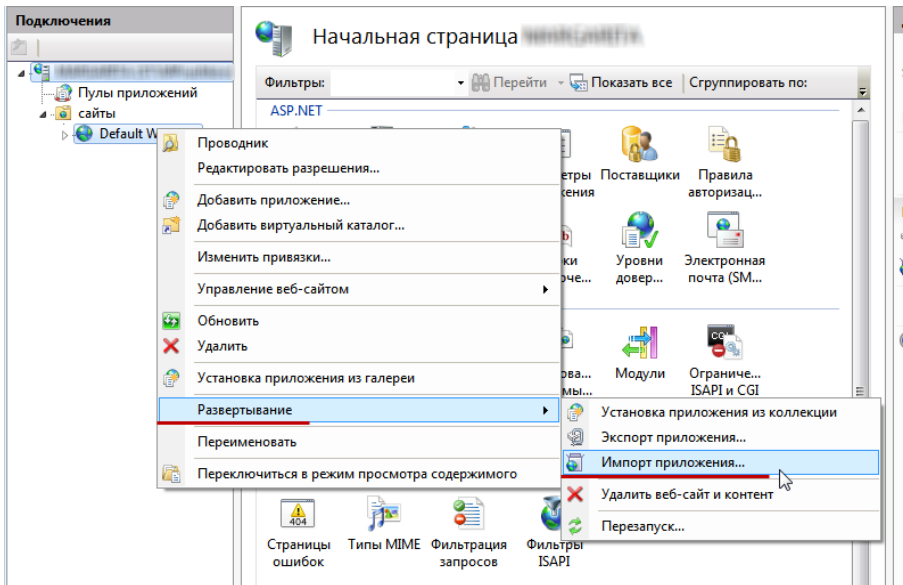 Подключения
Пулы приложений
сайты
Default W
Начальная страница
Фильтры:
Перейти
Показать все
Сгруппировать по:
ASP.NET
Поставщики
Правила
авторизац...
Уровни
довер...
Электронная
почта (SM...
Модули
Ограниче...
ISAPI и CGI
Проводник
Редактировать разрешения...
Добавить приложение...
Добавить виртуальный каталог...
Изменить привязки...
Управление веб-сайтом
Обновить
Удалить
Установка приложения из галереи
Развертывание
Переименовать
Переключиться в режим просмотра содержимого
Установка приложения из коллекции
Экспорт приложения...
Импорт приложения...
Удалить веб-сайт и контент
Перезапуск...
404
Страницы
ошибок
Типы MIME
Фильтрация
запросов
Фильтры
ISAPI